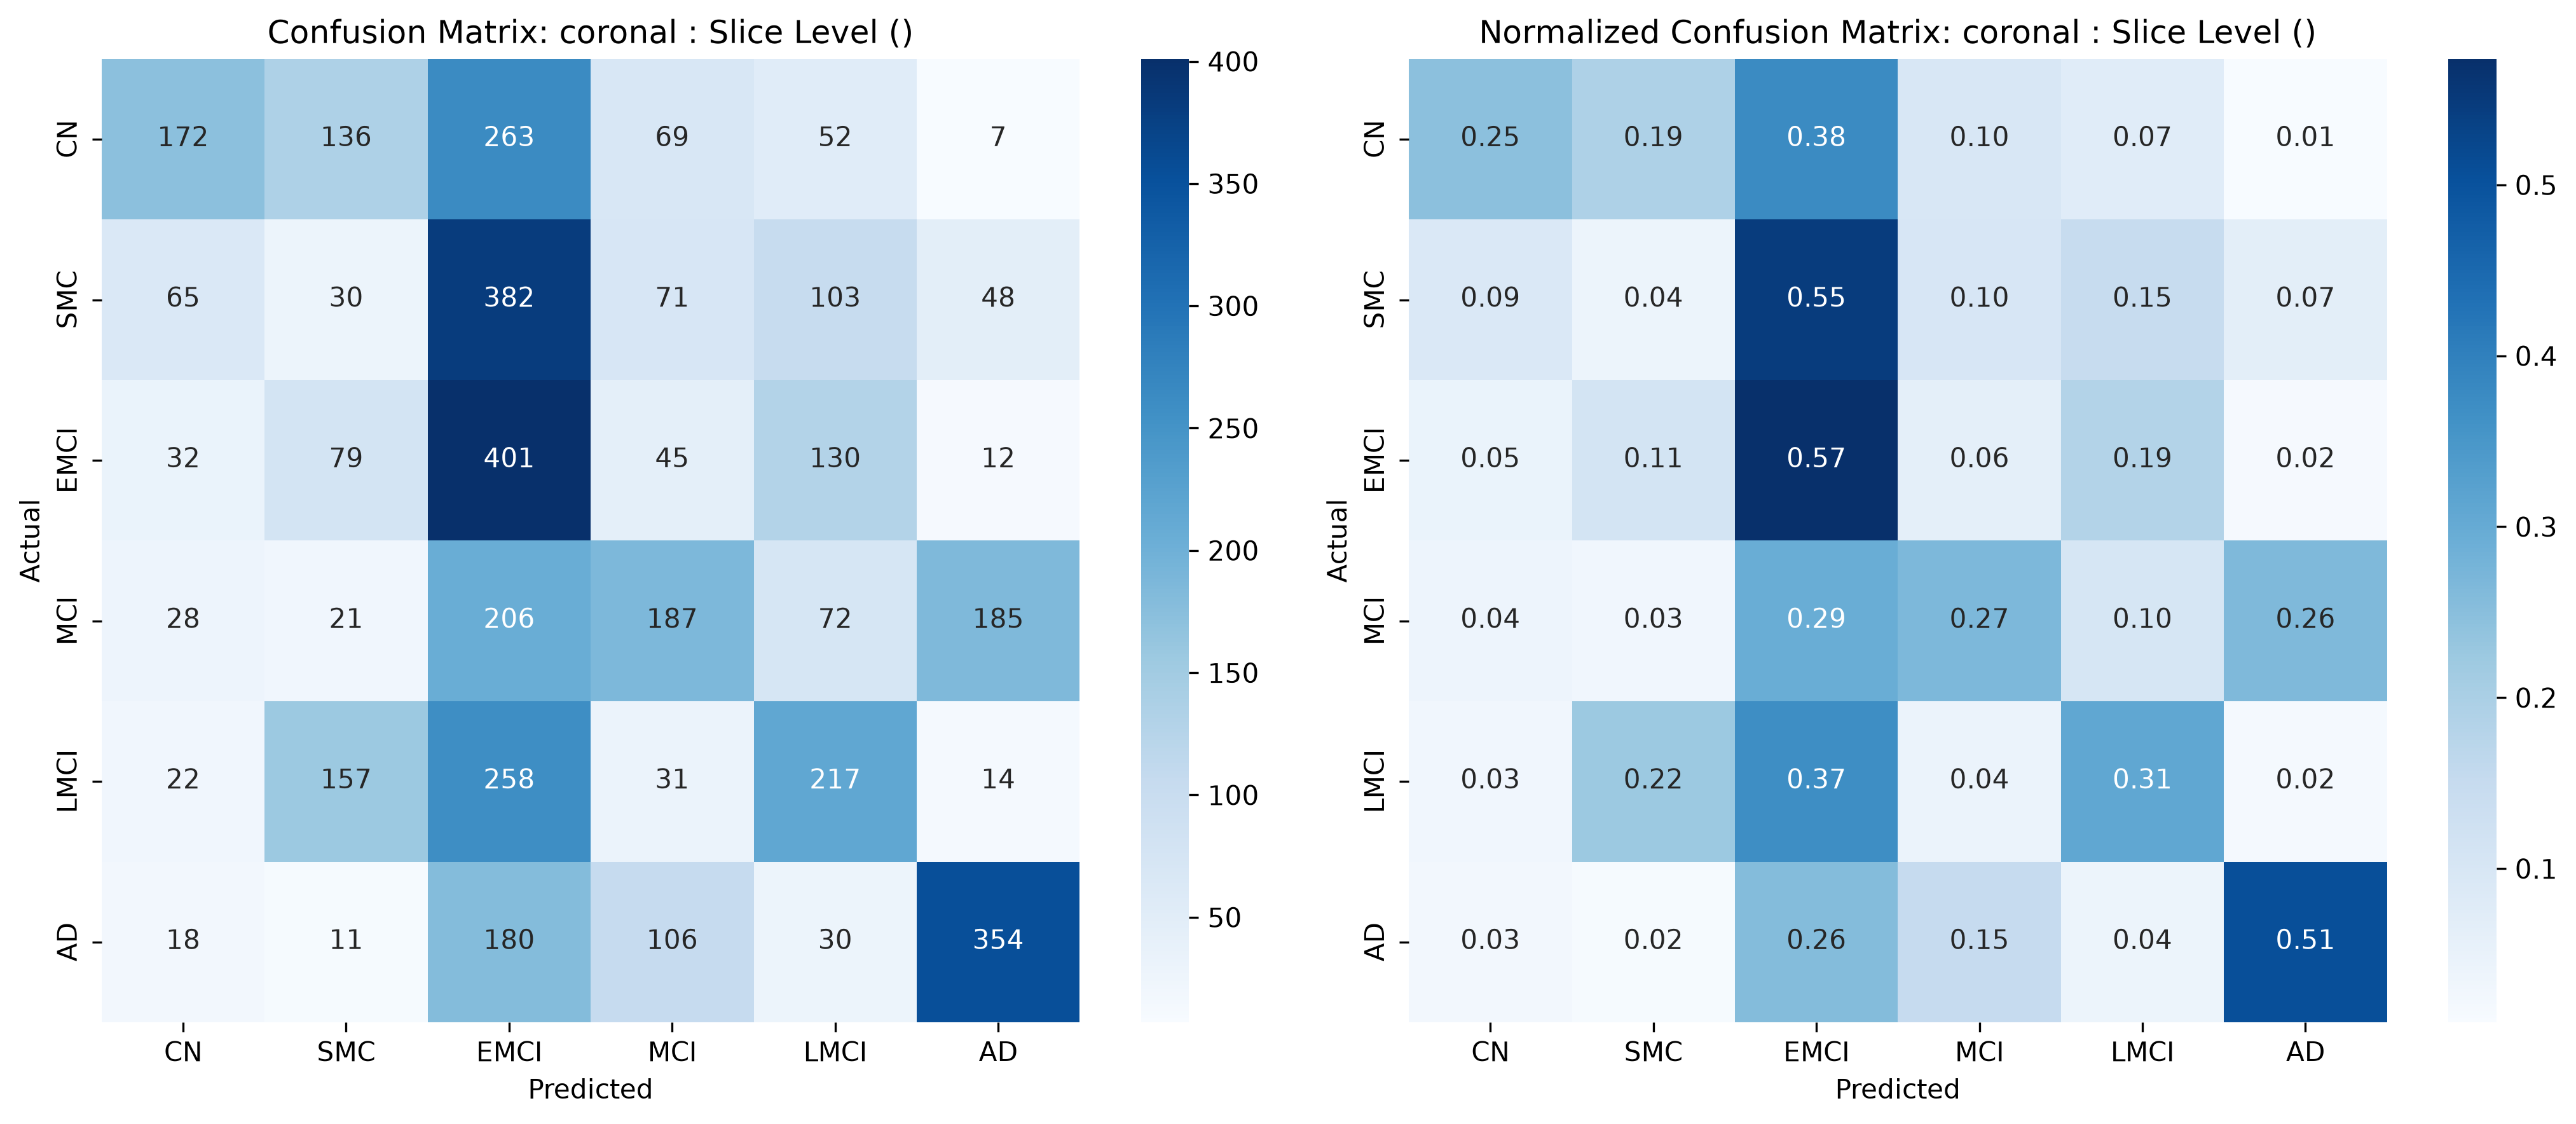 Confusion Matrix: coronal : Slice Level ()
Actual
CN 172 136 263 69 52 7
SMC 65 30 382 71 103 48
EMCI 32 79 401 45 130 12
MCI 28 21 206 187 72 185
LMCI 22 157 258 31 217 14
AD 18 11 180 106 30 354
CN SMC EMCI MCI LMCI AD
Predicted
400
350
300
250
200
150
100
50
Normalized Confusion Matrix: coronal : Slice Level ()
Actual
CN 0.25 0.19 0.38 0.10 0.07 0.01
SMC 0.09 0.04 0.55 0.10 0.15 0.07
EMCI 0.05 0.11 0.57 0.06 0.19 0.02
MCI 0.04 0.03 0.29 0.27 0.10 0.26
LMCI 0.03 0.22 0.37 0.04 0.31 0.02
AD 0.03 0.02 0.26 0.15 0.04 0.51
CN SMC EMCI MCI LMCI AD
Predicted
0.5
0.4
0.3
0.2
0.1